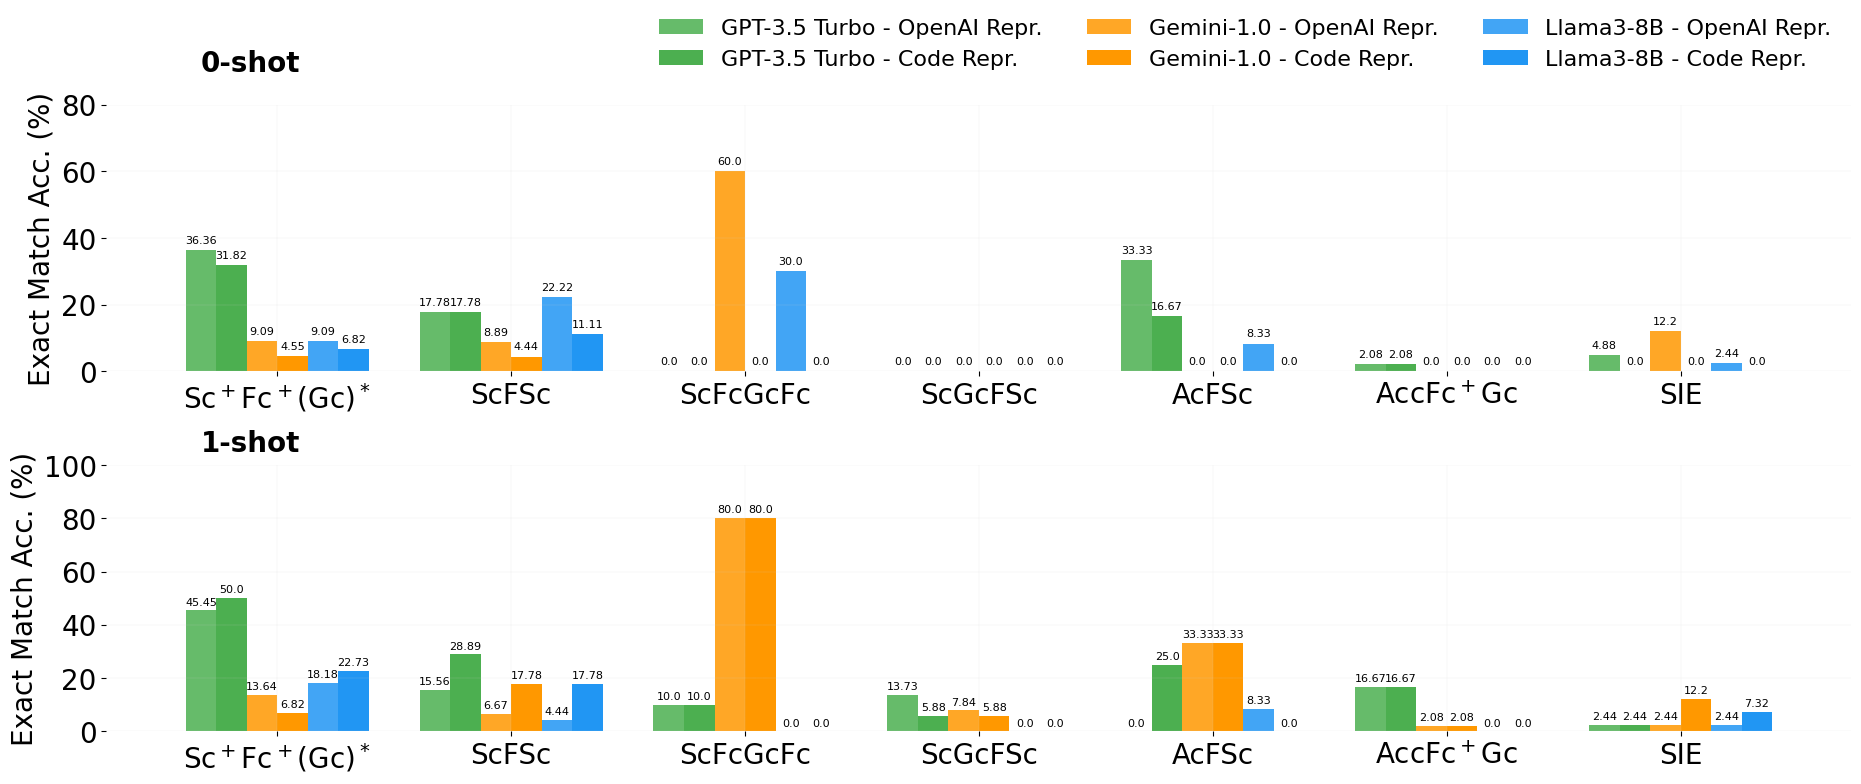 GPT-3.5 Turbo - OpenAI Repr. Gemini-1.0 - OpenAI Repr. Llama3-8B - OpenAI Repr.
GPT-3.5 Turbo - Code Repr. Gemini-1.0 - Code Repr. Llama3-8B - Code Repr.
0-shot
Exact Match Acc. (%)
80
60
40
20
0
36.36 31.82 9.09 4.55 9.09 6.82
17.78 17.78 8.89 4.44 22.22 11.11
0.0 0.0 60.0 0.0 30.0 0.0
0.0 0.0 0.0 0.0 0.0 0.0
33.33 16.67 0.0 0.0 8.33 0.0
2.08 2.08 0.0 0.0 0.0 0.0
4.88 0.0 12.2 0.0 2.44 0.0
Sc⁺Fc⁺(Gc)* ScFSc ScFcGcFc ScGcFSc AcFSc AccFc⁺Gc SIE
1-shot
Exact Match Acc. (%)
100
80
60
40
20
0
45.45 50.0 13.64 6.82 18.18 22.73
15.56 28.89 6.67 17.78 4.44 17.78
10.0 10.0 80.0 80.0 0.0 0.0
13.73 5.88 7.84 5.88 0.0 0.0
0.0 25.0 33.33 33.33 8.33 0.0
16.67 16.67 2.08 2.08 0.0 0.0
2.44 2.44 2.44 12.2 2.44 7.32
Sc⁺Fc⁺(Gc)* ScFSc ScFcGcFc ScGcFSc AcFSc AccFc⁺Gc SIE